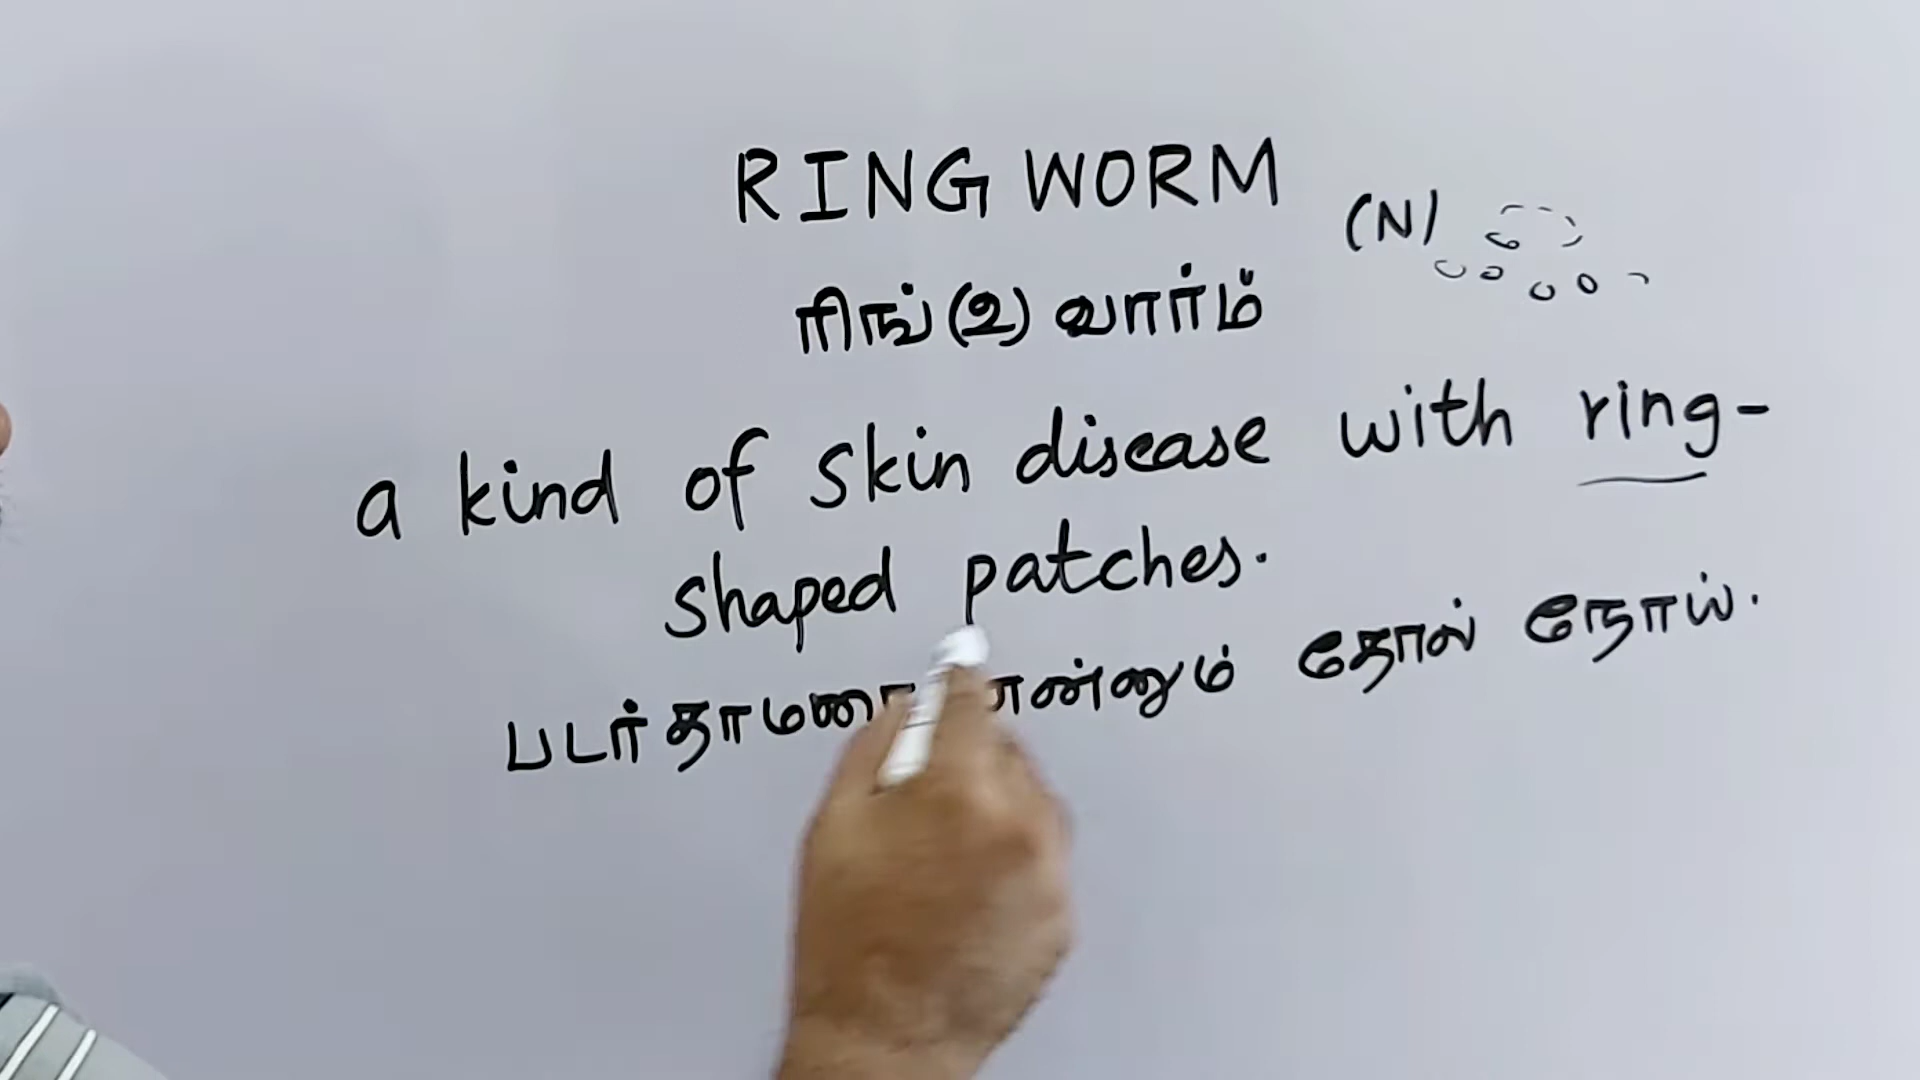 RING WORM
(N)
ரிங்(உ) வார்ம்
a kind of skin disease with ring-
shaped patches.
படர்தாமரை என்னும் தோல் நோய்.